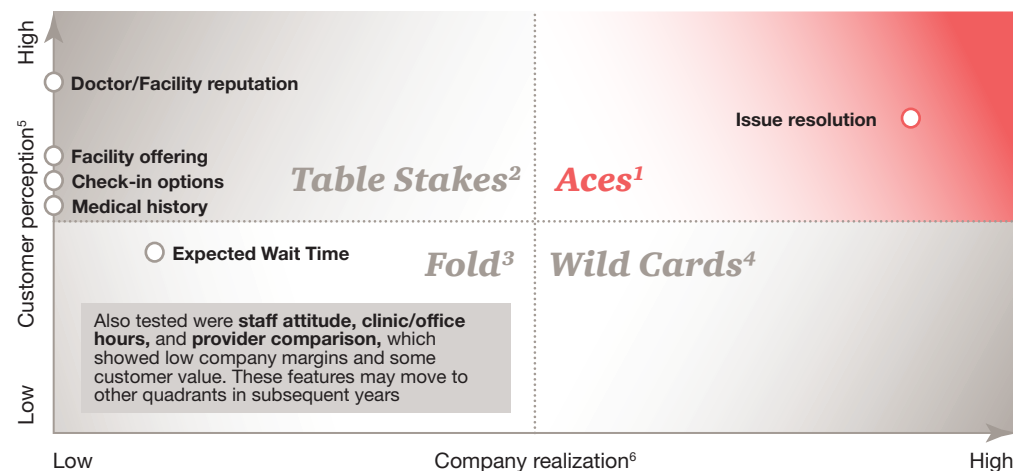 High
Doctor/Facility reputation
Issue resolution
Customer perception⁵
Facility offering
Check-in options
Medical history
Table Stakes²
Aces¹
Expected Wait Time
Fold³
Wild Cards⁴
Also tested were staff attitude, clinic/office
hours, and provider comparison, which
showed low company margins and some
customer value. These features may move to
other quadrants in subsequent years
Low
Low
Company realization⁶
High